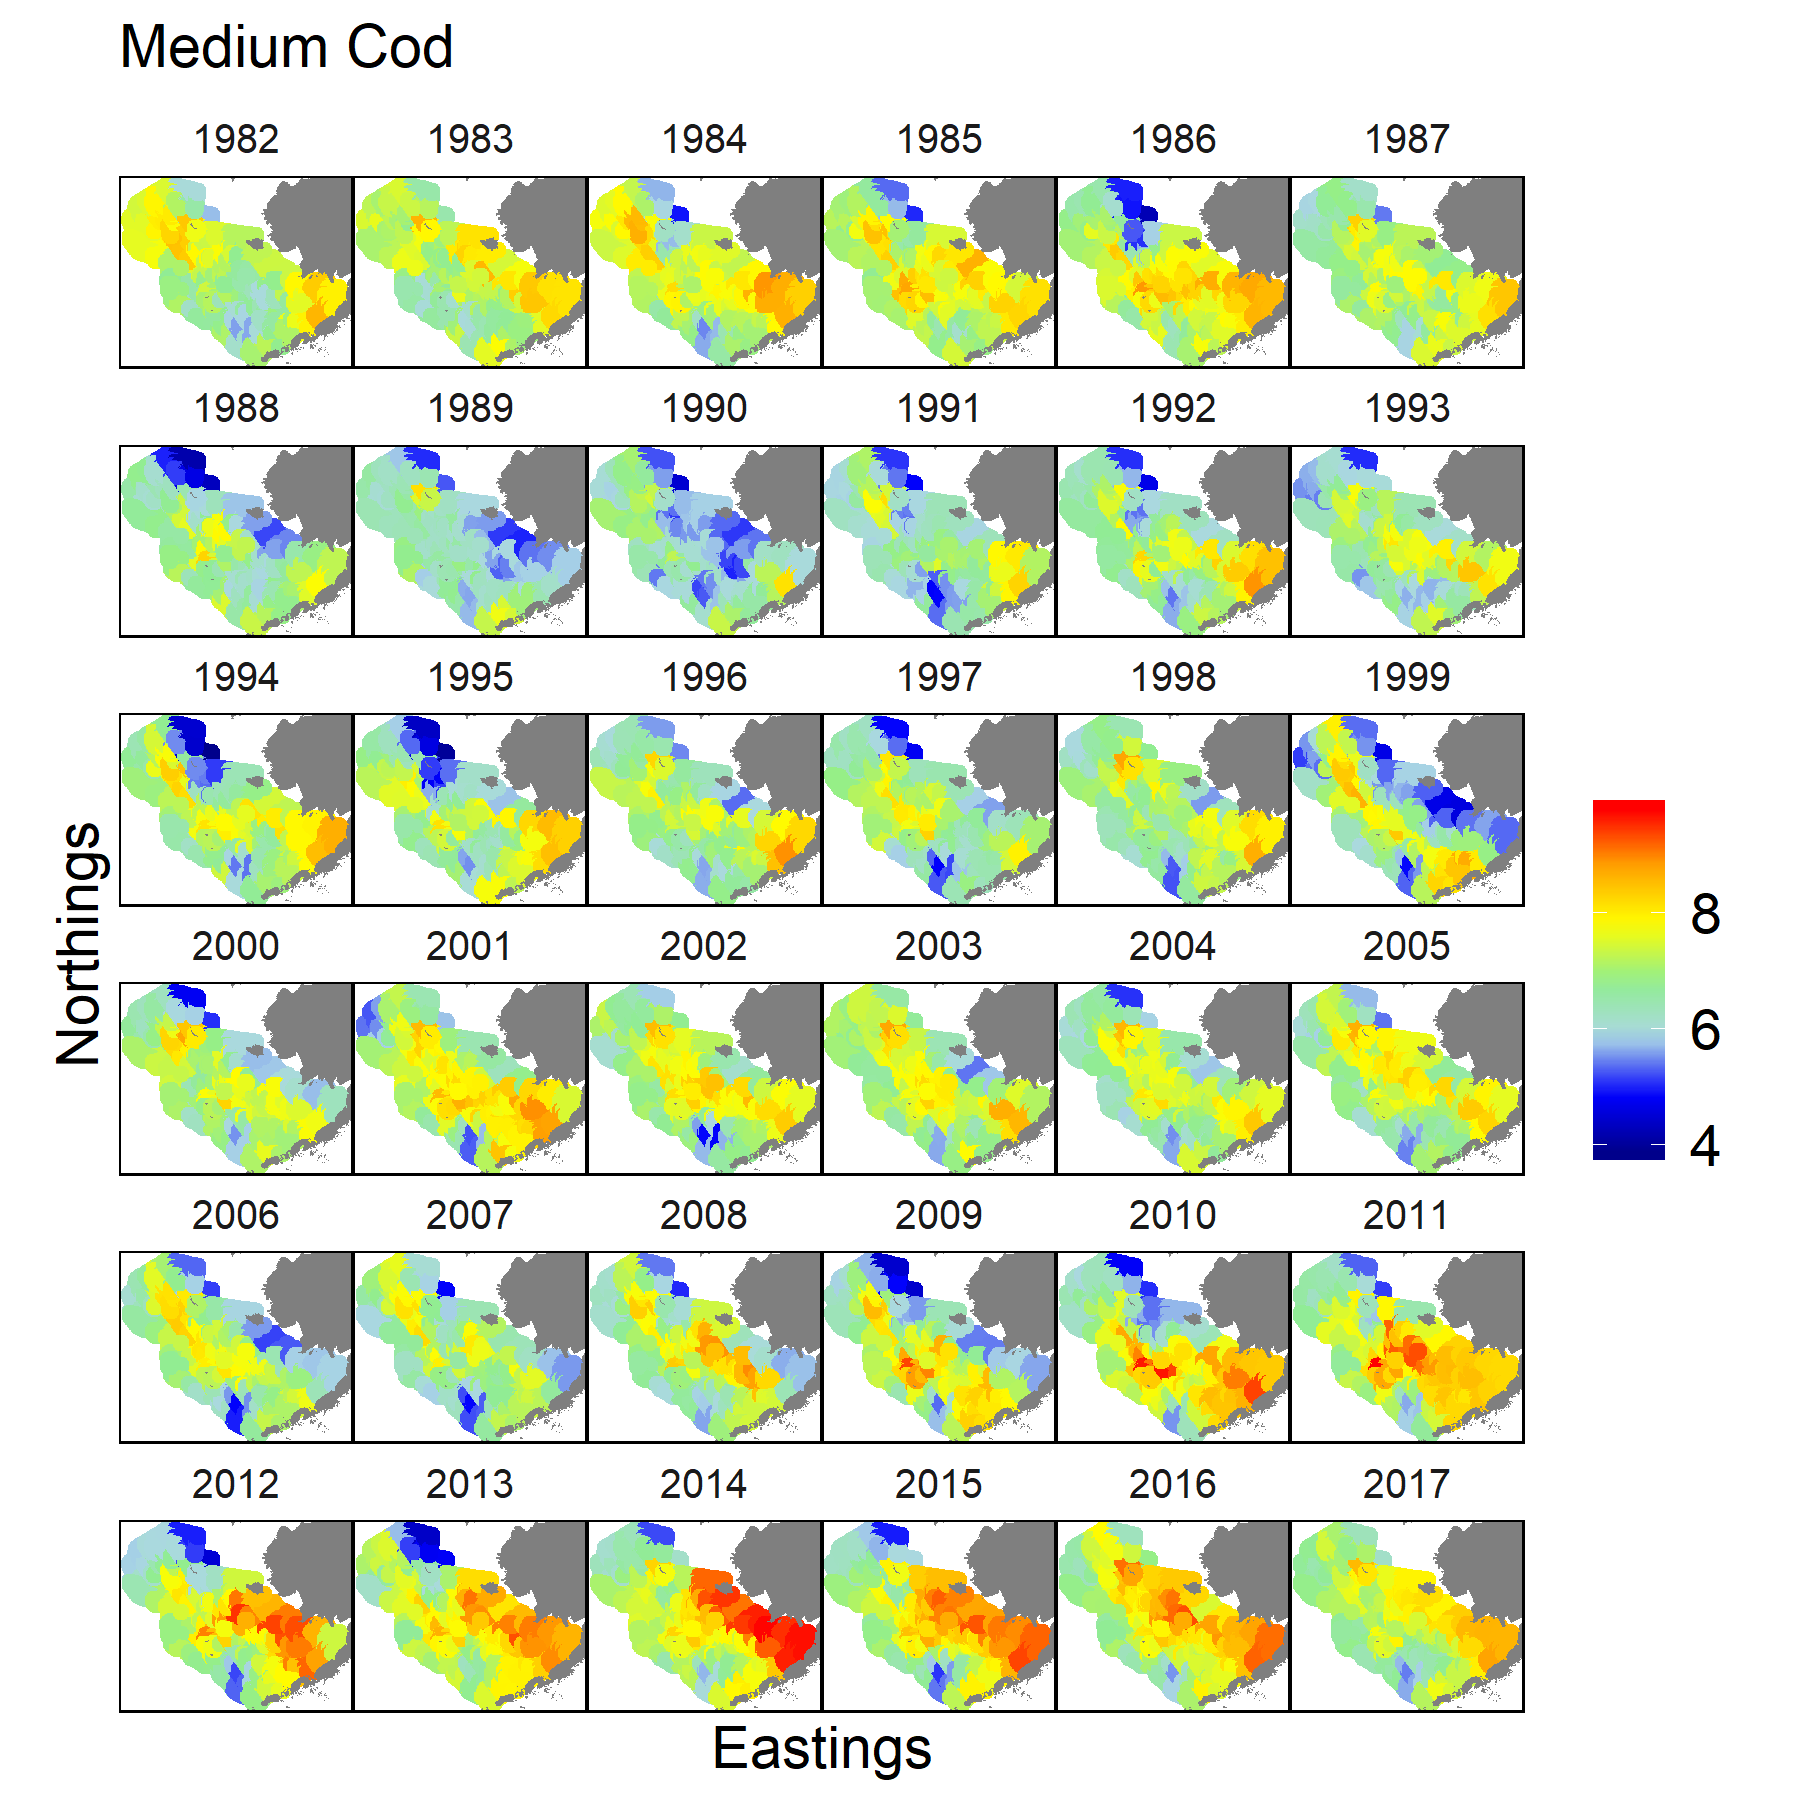 Medium Cod
1982 1983 1984 1985 1986 1987
1988 1989 1990 1991 1992 1993
1994 1995 1996 1997 1998 1999
2000 2001 2002 2003 2004 2005
2006 2007 2008 2009 2010 2011
2012 2013 2014 2015 2016 2017
Northings
Eastings
8
6
4